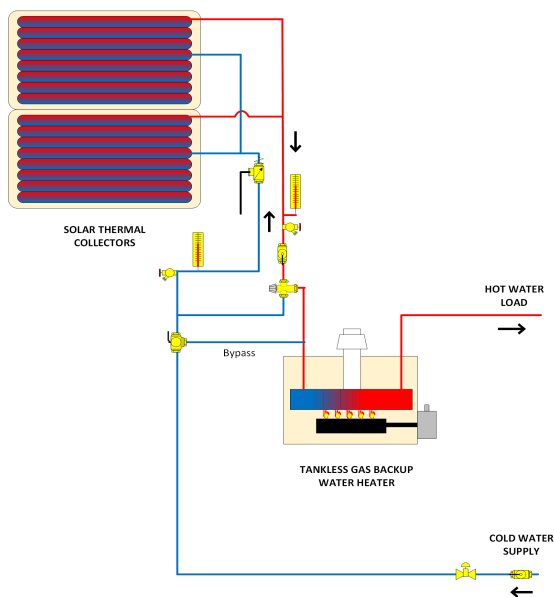 SOLAR THERMAL
COLLECTORS
HOT WATER
LOAD
Bypass
TANKLESS GAS BACKUP
WATER HEATER
COLD WATER
SUPPLY